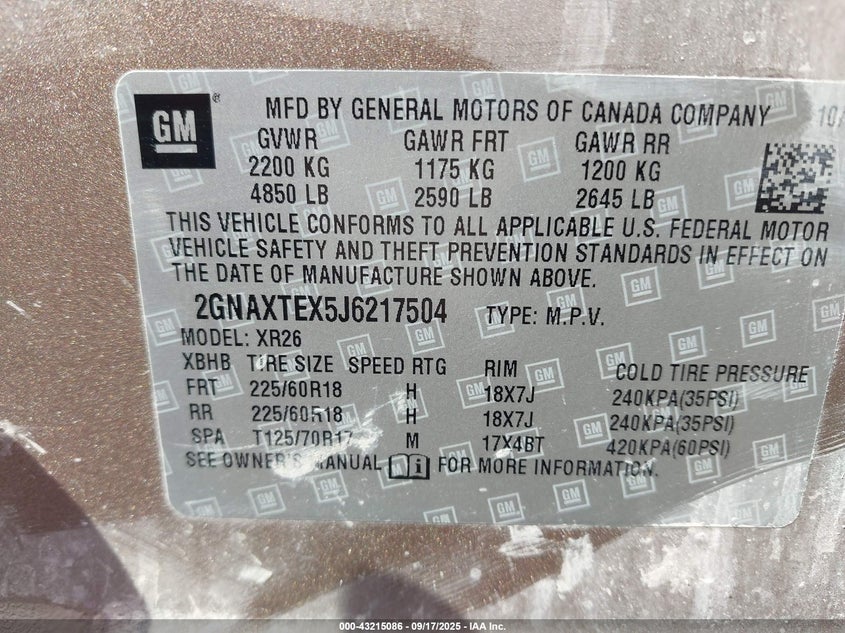 GM ® MFD BY GENERAL MOTORS OF CANADA COMPANY 10/
GVWR GAWR FRT GAWR RR
2200 KG 1175 KG 1200 KG
4850 LB 2590 LB 2645 LB
THIS VEHICLE CONFORMS TO ALL APPLICABLE U.S. FEDERAL MOTOR
VEHICLE SAFETY AND THEFT PREVENTION STANDARDS IN EFFECT ON
THE DATE OF MANUFACTURE SHOWN ABOVE.
2GNAXTEX5J6217504 TYPE: M.P.V.
MODEL: XR26
XBHB TIRE SIZE SPEED RTG RIM COLD TIRE PRESSURE
FRT 225/60R18 H 18X7J 240KPA(35PSI)
RR 225/60R18 H 18X7J 240KPA(35PSI)
SPA T125/70R17 M 17X4BT 420KPA(60PSI)
SEE OWNER'S MANUAL FOR MORE INFORMATION.
000-43215086 | 09/17/2025 | IAA Inc.